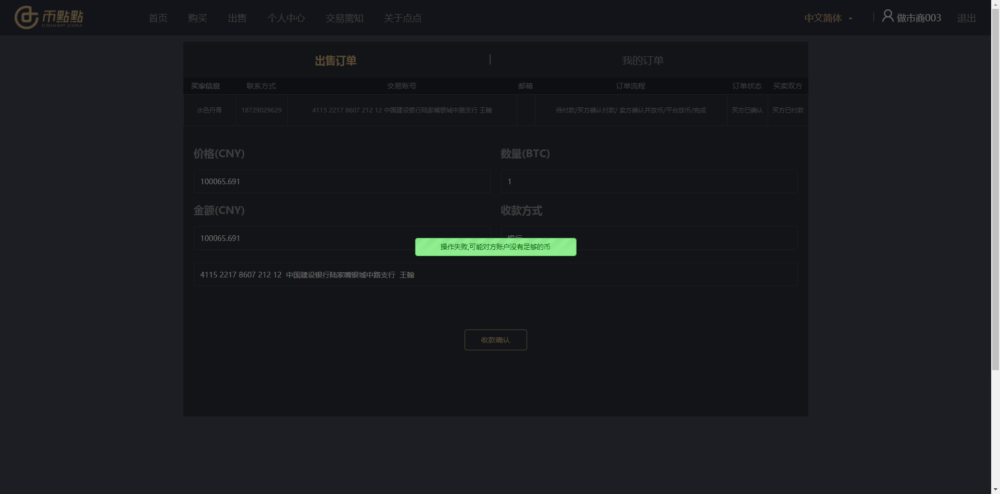 币點點
COIN2P.COM
首页 购买 出售 个人中心 交易需知 关于点点 中文简体 做市商003 退出
出售订单 我的订单
买家信息 联系方式 交易账号 邮箱 订单流程 订单状态 买卖双方
水色丹青 18729029629 4115 2217 8607 212 12 中国建设银行陆家嘴银城中路支行 王翰 待付款/买方确认付款/ 卖方确认并放币/平台放币/完成 买方已确认 买方已付款
价格(CNY) 数量(BTC)
100065.691 1
金额(CNY) 收款方式
100065.691 银行
操作失败,可能对方账户没有足够的币
4115 2217 8607 212 12 中国建设银行陆家嘴银城中路支行 王翰
收款确认